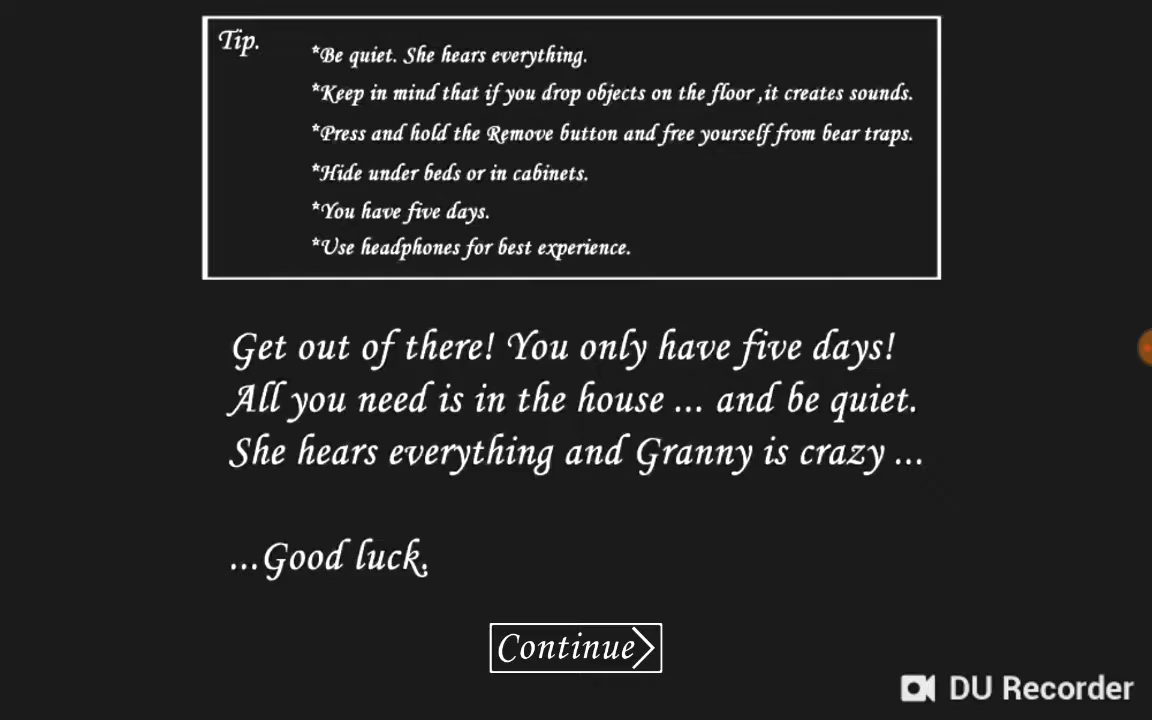 Tip.
*Be quiet. She hears everything.
*Keep in mind that if you drop objects on the floor ,it creates sounds.
*Press and hold the Remove button and free yourself from bear traps.
*Hide under beds or in cabinets.
*You have five days.
*Use headphones for best experience.
Get out of there! You only have five days!
All you need is in the house ... and be quiet.
She hears everything and Granny is crazy ...
...Good luck.
Continue
DU Recorder